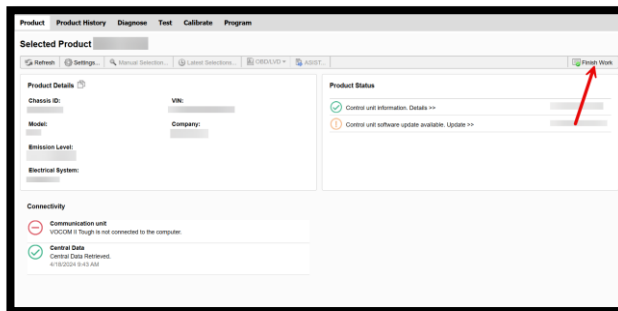 Product Product History Diagnose Test Calibrate Program
Selected Product
Refresh Settings... Manual Selection... Latest Selections... OBD/LVD ASIST... Finish Work
Product Details
Product Status
Chassis ID: VIN:
Control unit information. Details >>
Model: Company:
Control unit software update available. Update >>
Emission Level:
Electrical System:
Connectivity
Communication unit
VOCOM II Tough is not connected to the computer.
Central Data
Central Data Retrieved.
4/19/2024 9:43 AM